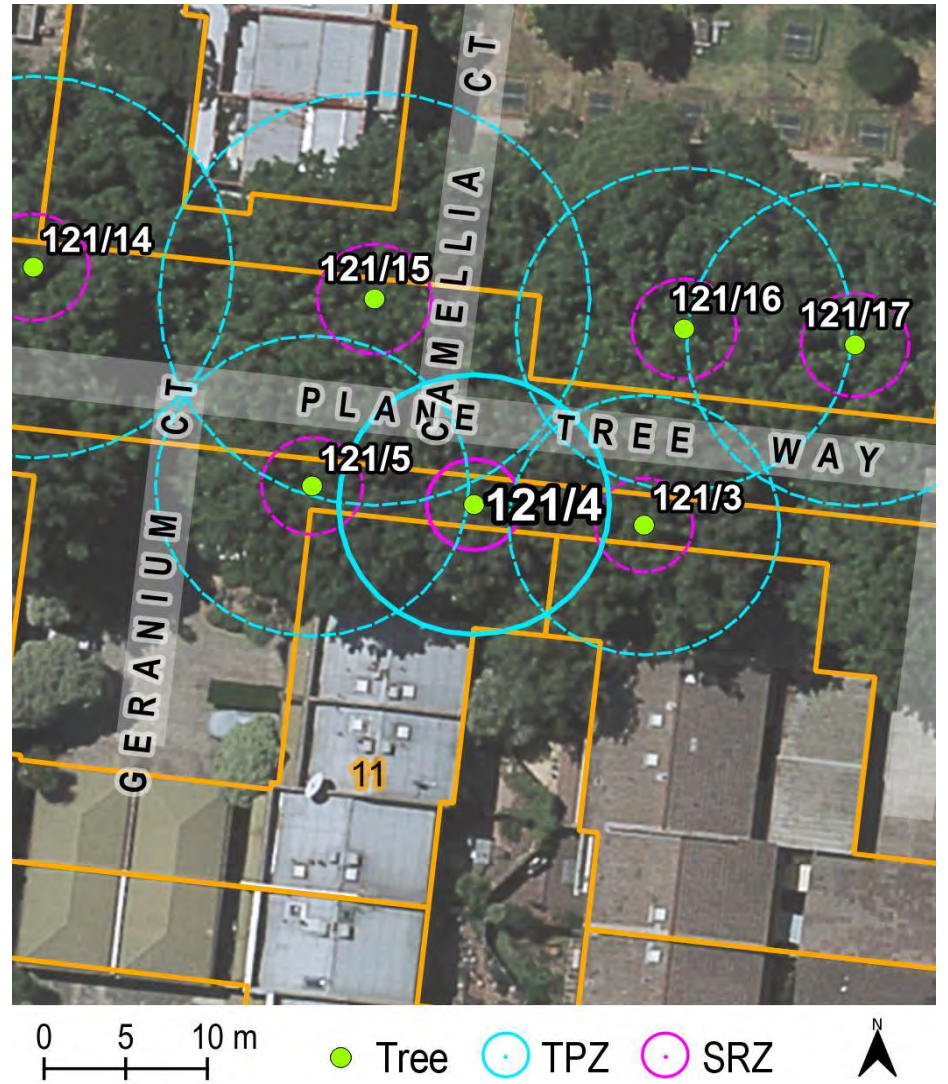 CAMELLIA CT
121/14
121/15
121/16
121/17
PLANE TREE WAY
GERANIUM CT
121/5
121/4
121/3
11
0 5 10 m
Tree
TPZ
SRZ
N